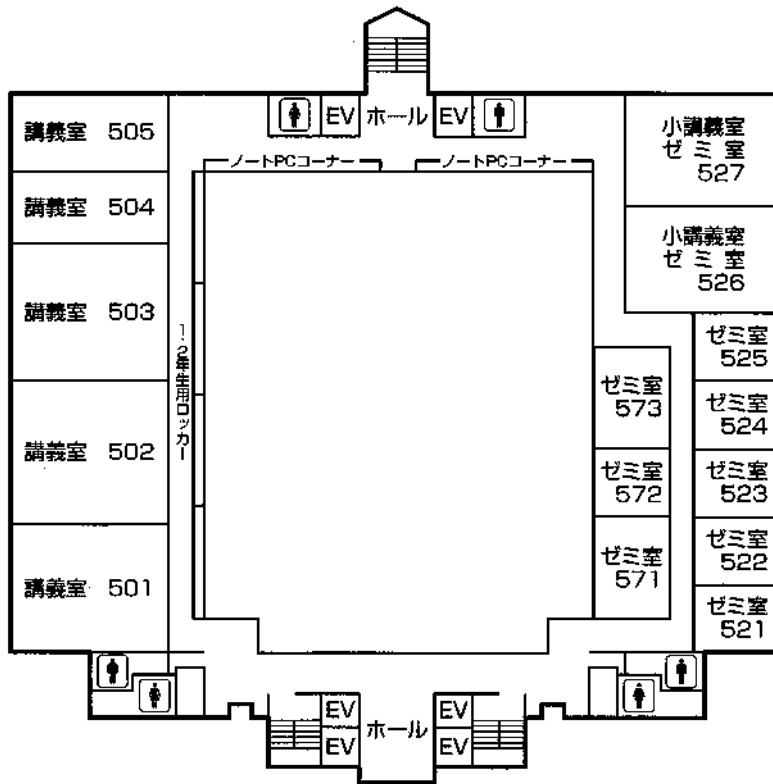 EV ホール EV
講義室 505
ノートPCコーナー ノートPCコーナー
小講義室
ゼミ室
527
講義室 504
小講義室
ゼミ室
526
講義室 503
1、2年生用ロッカー
ゼミ室
525
ゼミ室
573
ゼミ室
524
講義室 502
ゼミ室
572
ゼミ室
523
ゼミ室
571
ゼミ室
522
講義室 501
ゼミ室
521
EV EV
ホール
EV EV